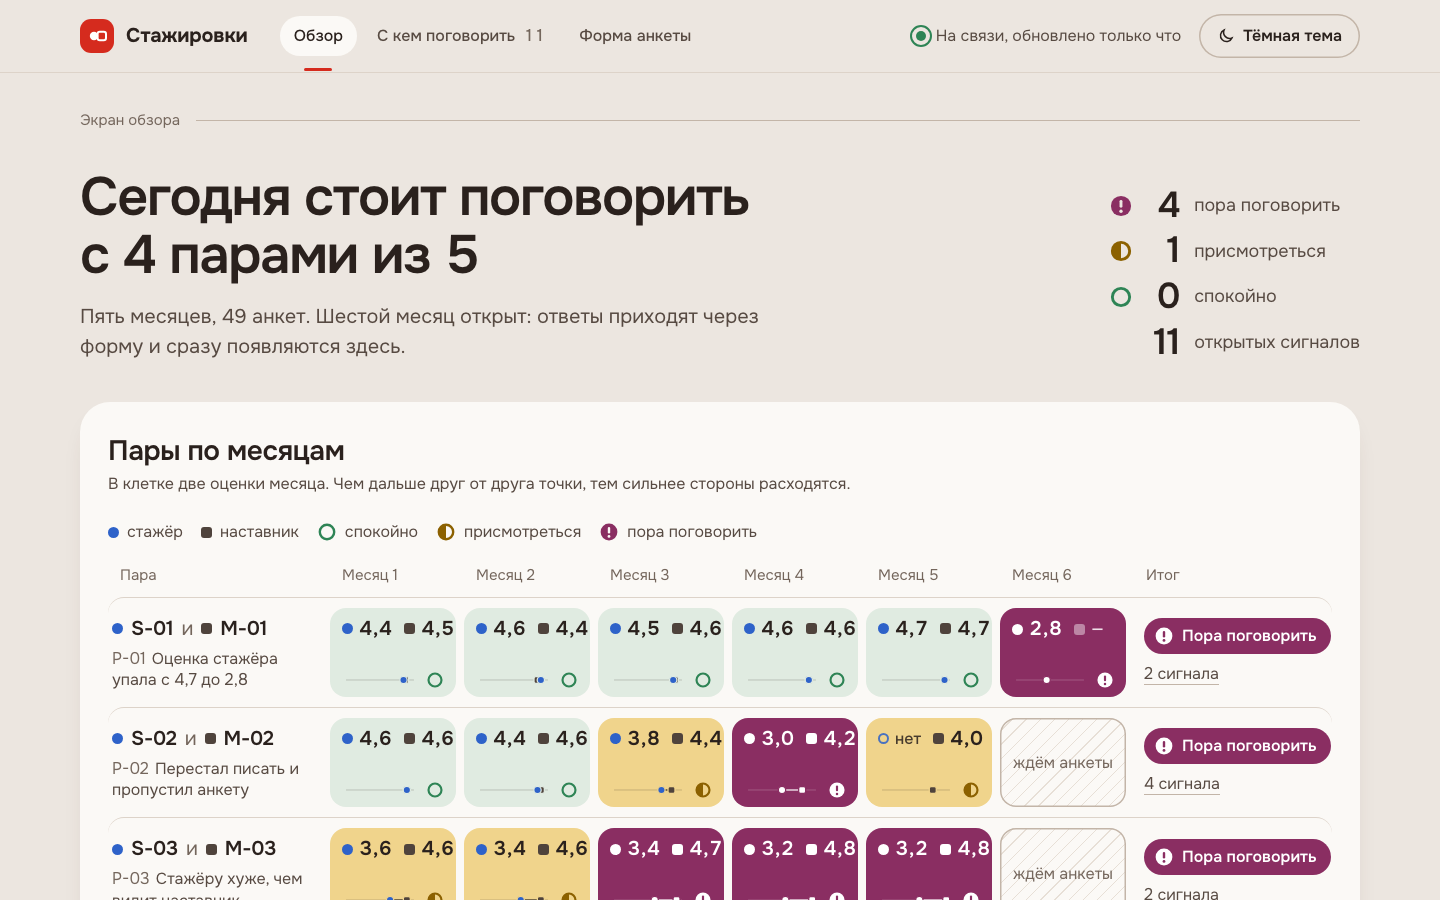 Стажировки
Обзор
С кем поговорить 11
Форма анкеты
На связи, обновлено только что
Тёмная тема
Экран обзора
Сегодня стоит поговорить
с 4 парами из 5
Пять месяцев, 49 анкет. Шестой месяц открыт: ответы приходят через
форму и сразу появляются здесь.
4 пора поговорить
1 присмотреться
0 спокойно
11 открытых сигналов
Пары по месяцам
В клетке две оценки месяца. Чем дальше друг от друга точки, тем сильнее стороны расходятся.
стажёр наставник спокойно присмотреться пора поговорить
Пара Месяц 1 Месяц 2 Месяц 3 Месяц 4 Месяц 5 Месяц 6 Итог
S-01 и M-01
P-01 Оценка стажёра
упала с 4,7 до 2,8
4,4 4,5
4,6 4,4
4,5 4,6
4,6 4,6
4,7 4,7
2,8 –
Пора поговорить
2 сигнала
S-02 и M-02
P-02 Перестал писать и
пропустил анкету
4,6 4,6
4,4 4,6
3,8 4,4
3,0 4,2
нет 4,0
ждём анкеты
Пора поговорить
4 сигнала
S-03 и M-03
P-03 Стажёру хуже, чем
видит наставник
3,6 4,6
3,4 4,6
3,4 4,7
3,2 4,8
3,2 4,8
ждём анкеты
Пора поговорить
2 сигнала